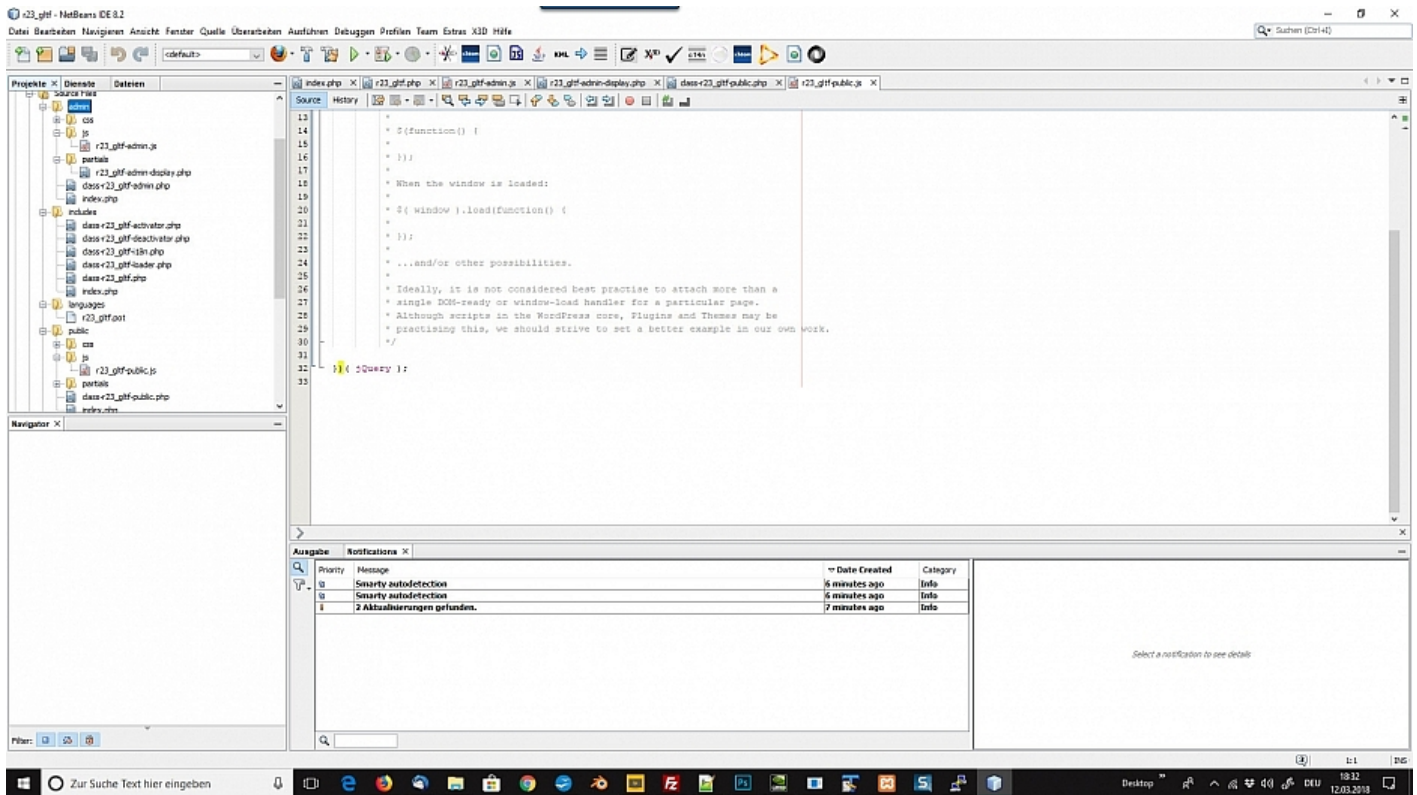 r23_gltf - NetBeans IDE 8.2
Datei Bearbeiten Navigieren Ansicht Fenster Quelle Überarbeiten Ausführen Debuggen Profilen Team Extras X3D Hilfe
Suchen (Ctrl+I)
<default>
Projekte Dienste Dateien
index.php r23_gltf.php r23_gltf-admin.js r23_gltf-admin-display.php class-r23_gltf-public.php r23_gltf-public.js
Source History
Source Files
admin
css
js
r23_gltf-admin.js
partials
r23_gltf-admin-display.php
class-r23_gltf-admin.php
index.php
includes
class-r23_gltf-activator.php
class-r23_gltf-deactivator.php
class-r23_gltf-i18n.php
class-r23_gltf-loader.php
class-r23_gltf.php
index.php
languages
r23_gltf.pot
public
css
js
r23_gltf-public.js
partials
class-r23_gltf-public.php
index.php
13 *
14 * $(function() {
15 *
16 * });
17 *
18 * When the window is loaded:
19 *
20 * $( window ).load(function() {
21 *
22 * });
23 *
24 * ...and/or other possibilities.
25 *
26 * Ideally, it is not considered best practise to attach more than a
27 * single DOM-ready or window-load handler for a particular page.
28 * Although scripts in the WordPress core, Plugins and Themes may be
29 * practising this, we should strive to set a better example in our own work.
30 */
31
32 })( jQuery );
33
Navigator
Filter:
Ausgabe Notifications
Priority Message Date Created Category
Smarty autodetection 6 minutes ago Info
Smarty autodetection 6 minutes ago Info
2 Aktualisierungen gefunden. 7 minutes ago Info
Select a notification to see details
1:1 INS
Zur Suche Text hier eingeben
Desktop
DEU
18:32
12.03.2018